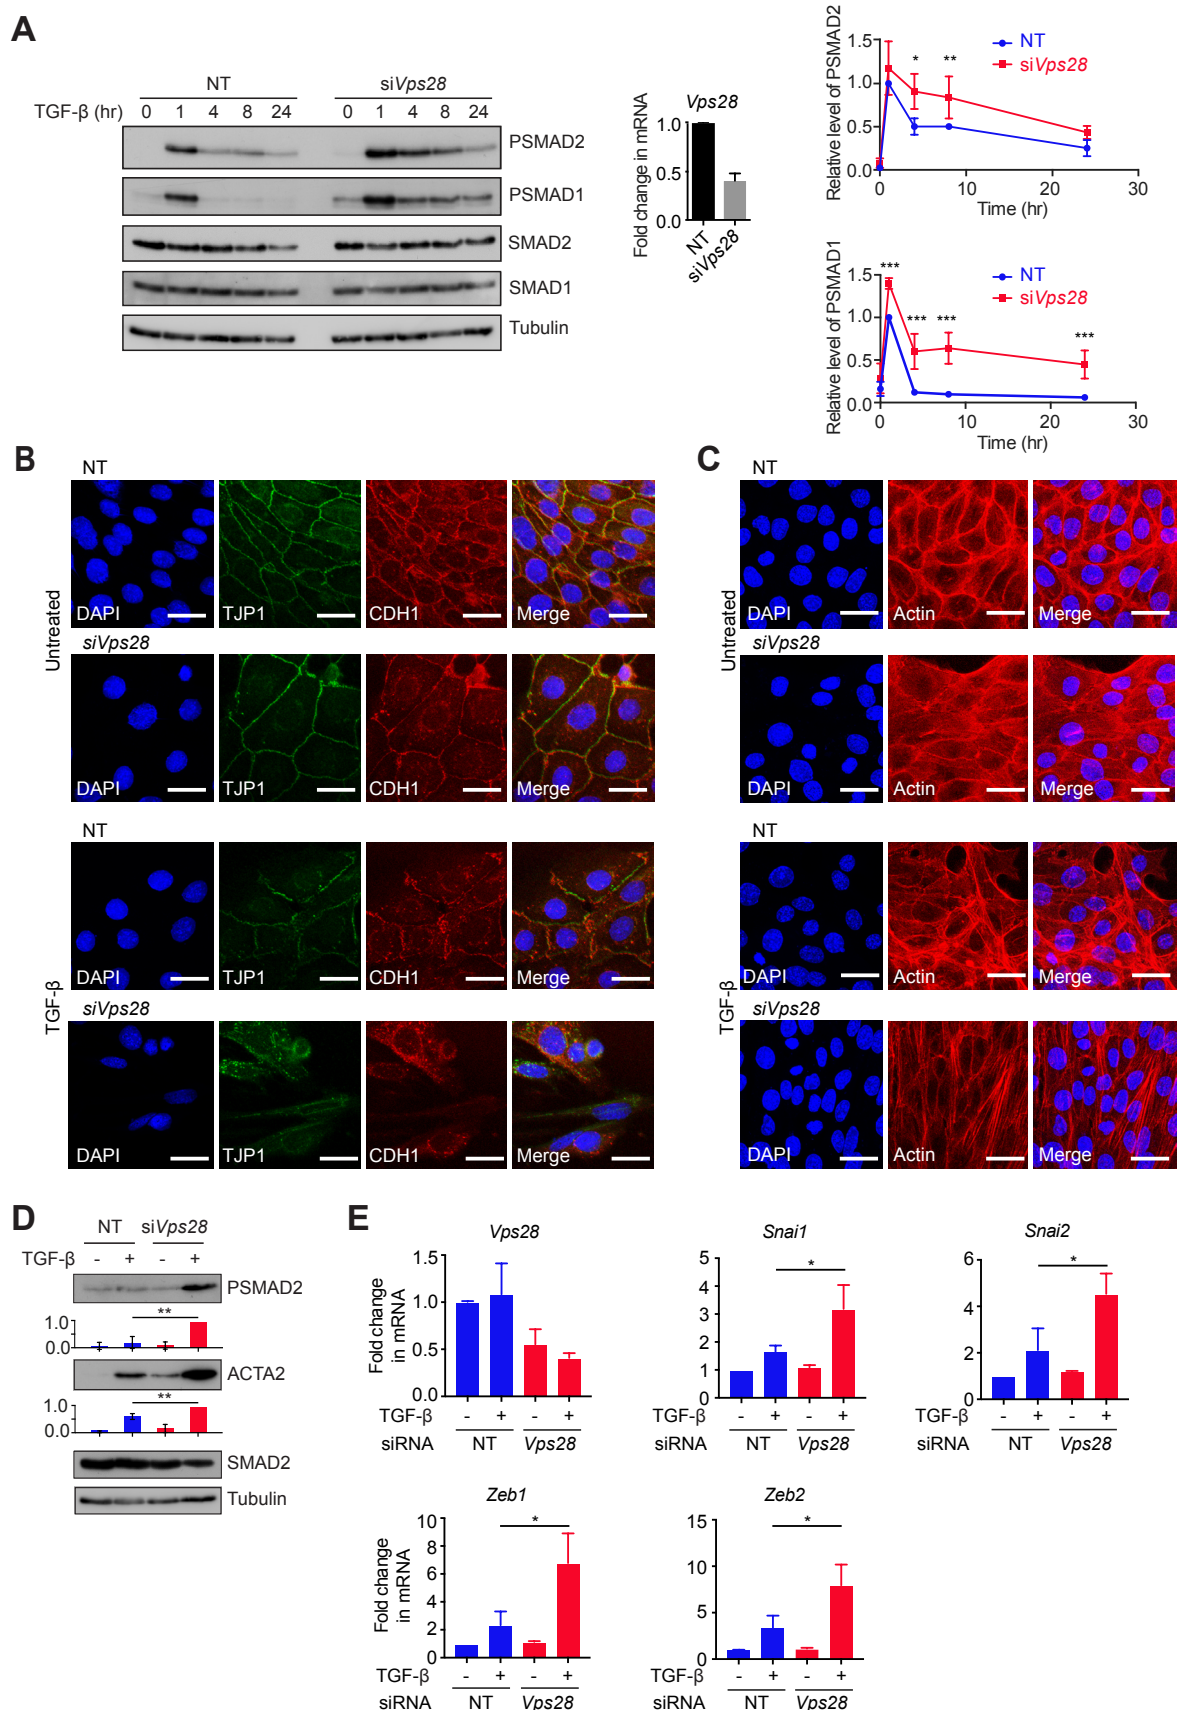 A
NT
siVps28
TGF-β (hr)
0 1 4 8 24 0 1 4 8 24
PSMAD2
PSMAD1
SMAD2
SMAD1
Tubulin
Vps28
Fold change in mRNA
1.0
0.5
0.0
NT
siVps28
Relative level of PSMAD2
1.5
1.0
0.5
0.0
NT
siVps28
* **
0 10 20 30
Time (hr)
Relative level of PSMAD1
1.5
1.0
0.5
0.0
NT
siVps28
*** *** *** ***
0 10 20 30
Time (hr)
B
Untreated
NT
DAPI TJP1 CDH1 Merge
siVps28
DAPI TJP1 CDH1 Merge
TGF-β
NT
DAPI TJP1 CDH1 Merge
siVps28
DAPI TJP1 CDH1 Merge
C
Untreated
NT
DAPI Actin Merge
siVps28
DAPI Actin Merge
TGF-β
NT
DAPI Actin Merge
siVps28
DAPI Actin Merge
D
NT siVps28
TGF-β - + - +
PSMAD2
**
1.0
0.0
ACTA2
**
1.0
0.0
SMAD2
Tubulin
E
Vps28
Fold change
in mRNA
1.5
1.0
0.5
0.0
TGF-β - + - +
siRNA NT Vps28
Snai1
*
5
4
3
2
1
0
TGF-β - + - +
siRNA NT Vps28
Snai2
*
6
4
2
0
TGF-β - + - +
siRNA NT Vps28
Zeb1
*
Fold change
in mRNA
10
8
6
4
2
0
TGF-β - + - +
siRNA NT Vps28
Zeb2
*
15
10
5
0
TGF-β - + - +
siRNA NT Vps28